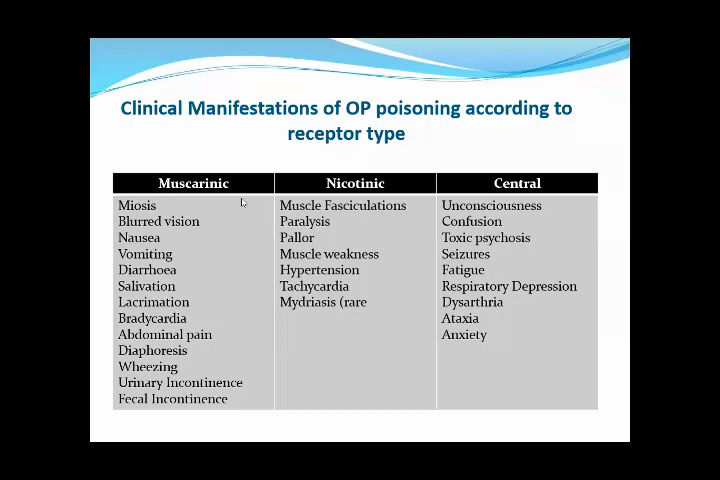 Clinical Manifestations of OP poisoning according to
receptor type
Muscarinic Nicotinic Central
Miosis Muscle Fasciculations Unconsciousness
Blurred vision Paralysis Confusion
Nausea Pallor Toxic psychosis
Vomiting Muscle weakness Seizures
Diarrhoea Hypertension Fatigue
Salivation Tachycardia Respiratory Depression
Lacrimation Mydriasis (rare Dysarthria
Bradycardia Ataxia
Abdominal pain Anxiety
Diaphoresis
Wheezing
Urinary Incontinence
Fecal Incontinence